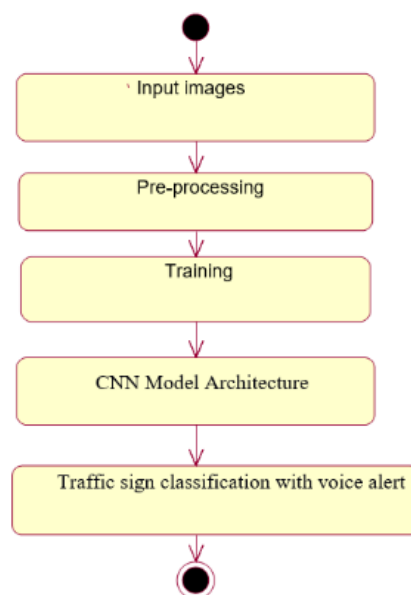 Input images
Pre-processing
Training
CNN Model Architecture
Traffic sign classification with voice alert